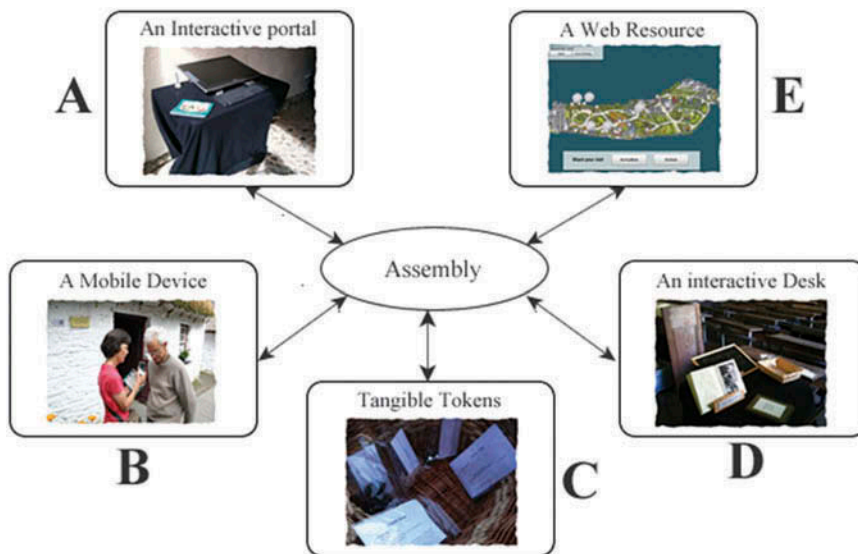 An Interactive portal
A
A Web Resource
E
Assembly
A Mobile Device
B
Tangible Tokens
C
An interactive Desk
D